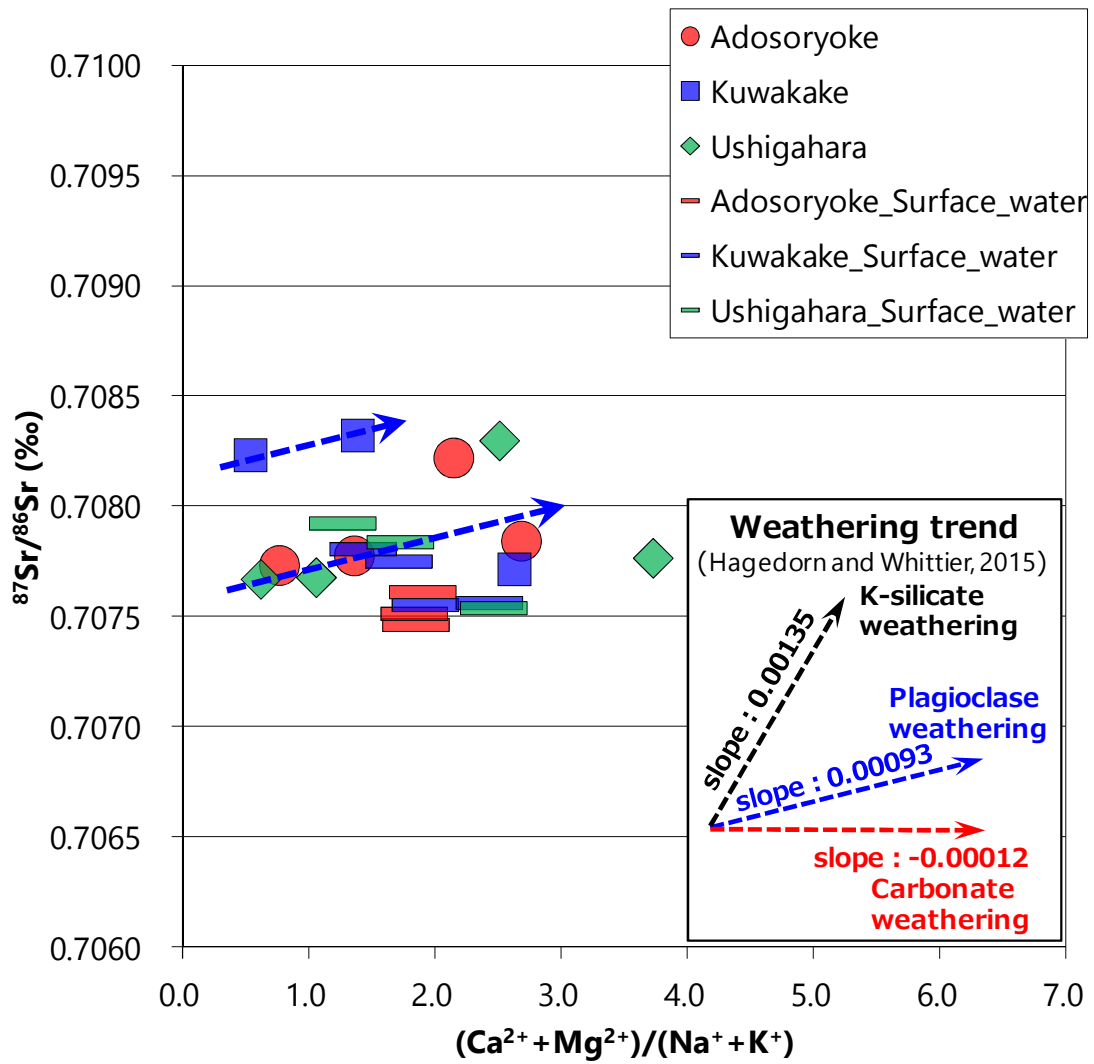 Adosoryoke
Kuwakake
Ushigahara
Adosoryoke_Surface_water
Kuwakake_Surface_water
Ushigahara_Surface_water
⁸⁷Sr/⁸⁶Sr (‰)
0.7100
0.7095
0.7090
0.7085
0.7080
0.7075
0.7070
0.7065
0.7060
Weathering trend
(Hagedorn and Whittier, 2015)
K-silicate
weathering
slope : 0.00135
Plagioclase
weathering
slope : 0.00093
slope : -0.00012
Carbonate
weathering
0.0 1.0 2.0 3.0 4.0 5.0 6.0 7.0
(Ca²⁺+Mg²⁺)/(Na⁺+K⁺)